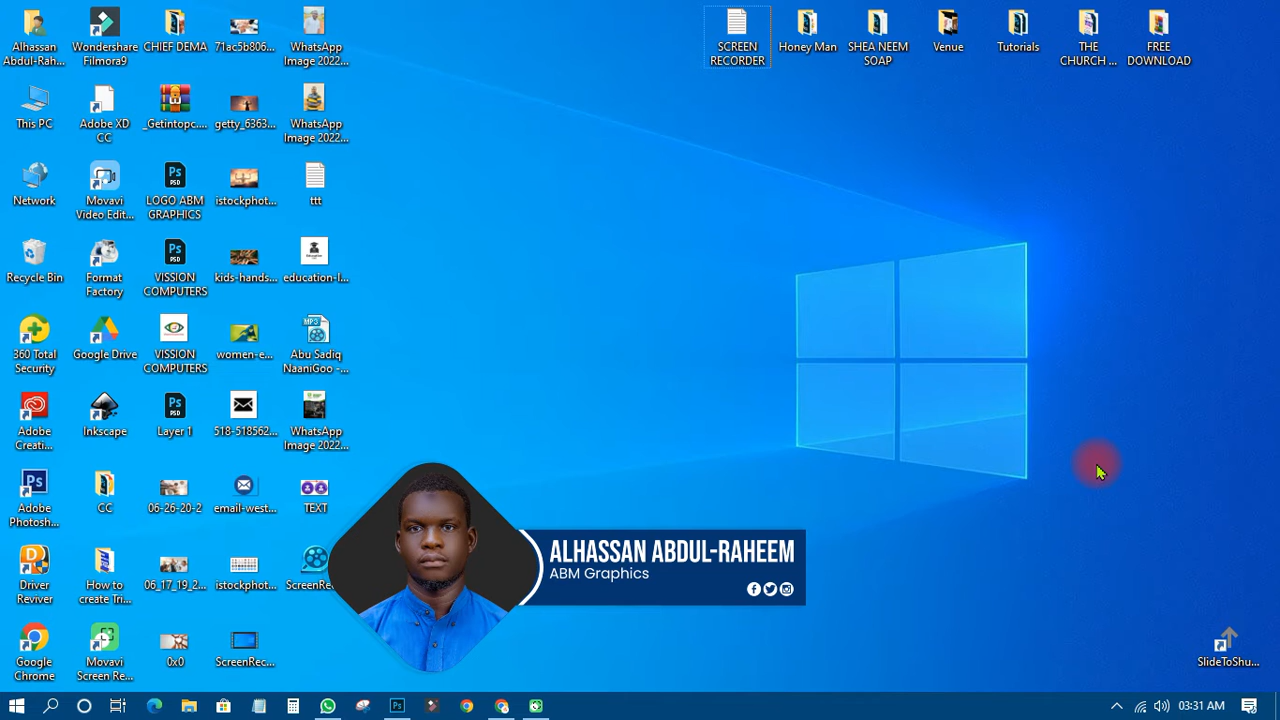 Alhassan
Abdul-Rah...
Wondershare
Filmora9
CHIEF DEMA
71ac5b806...
WhatsApp
Image 2022...
SCREEN
RECORDER
Honey Man
SHEA NEEM
SOAP
Venue
Tutorials
THE
CHURCH ...
FREE
DOWNLOAD
This PC
Adobe XD
CC
_Getintopc....
getty_6363...
WhatsApp
Image 2022...
Network
Movavi
Video Edit...
LOGO ABM
GRAPHICS
istockphot...
ttt
Recycle Bin
Format
Factory
VISSION
COMPUTERS
kids-hands...
education-l...
360 Total
Security
Google Drive
VISSION
COMPUTERS
women-e...
Abu Sadiq
NaaniGoo -...
Adobe
Creati...
Inkscape
Layer 1
518-518562...
WhatsApp
Image 2022...
Adobe
Photosh...
CC
06-26-20-2
email-west...
TEXT
Driver
Reviver
How to
create Tri...
06_17_19_2...
istockphot...
ScreenRec
ALHASSAN ABDUL-RAHEEM
ABM Graphics
Google
Chrome
Movavi
Screen Re...
0x0
ScreenRec...
SlideToShu...
03:31 AM